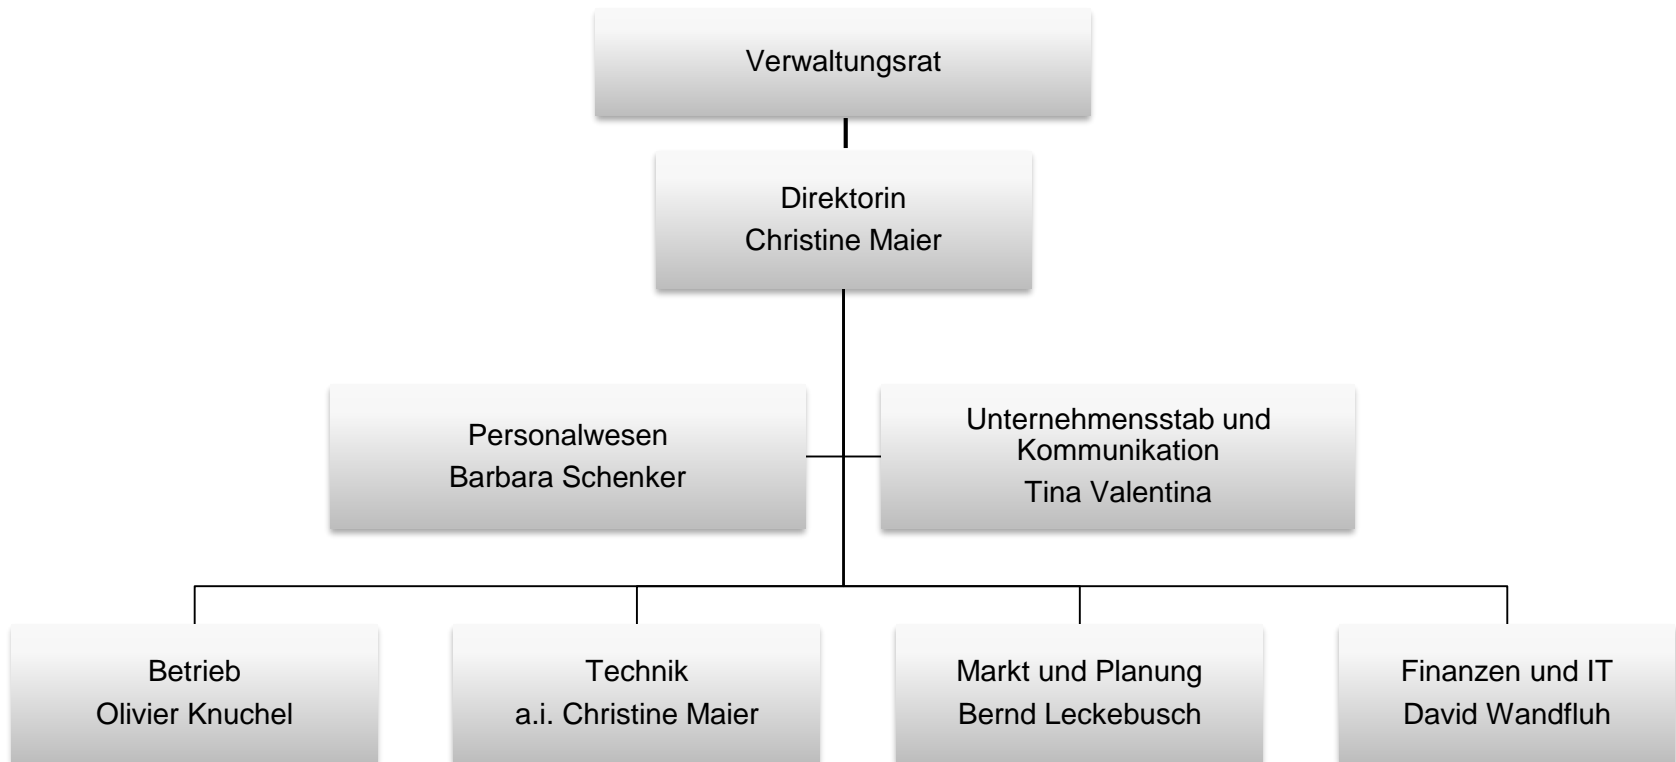 Verwaltungsrat
Direktorin
Christine Maier
Personalwesen
Barbara Schenker
Unternehmensstab und
Kommunikation
Tina Valentina
Betrieb
Olivier Knuchel
Technik
a.i. Christine Maier
Markt und Planung
Bernd Leckebusch
Finanzen und IT
David Wandfluh